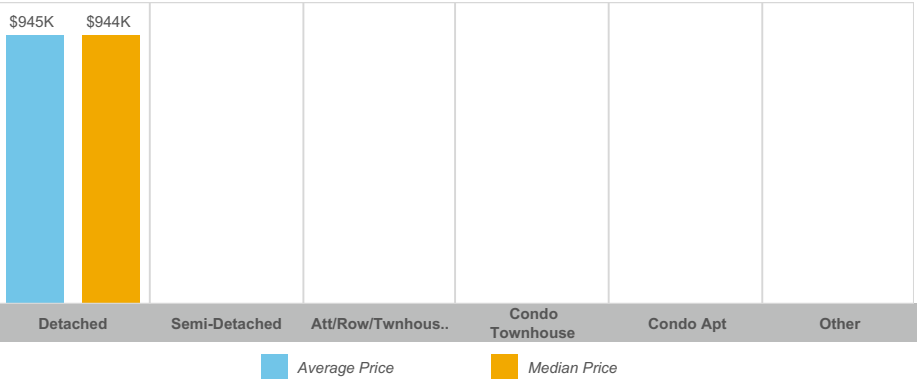 $945K $944K
Detached Semi-Detached Att/Row/Twnhous.. Condo Townhouse Condo Apt Other
Average Price Median Price